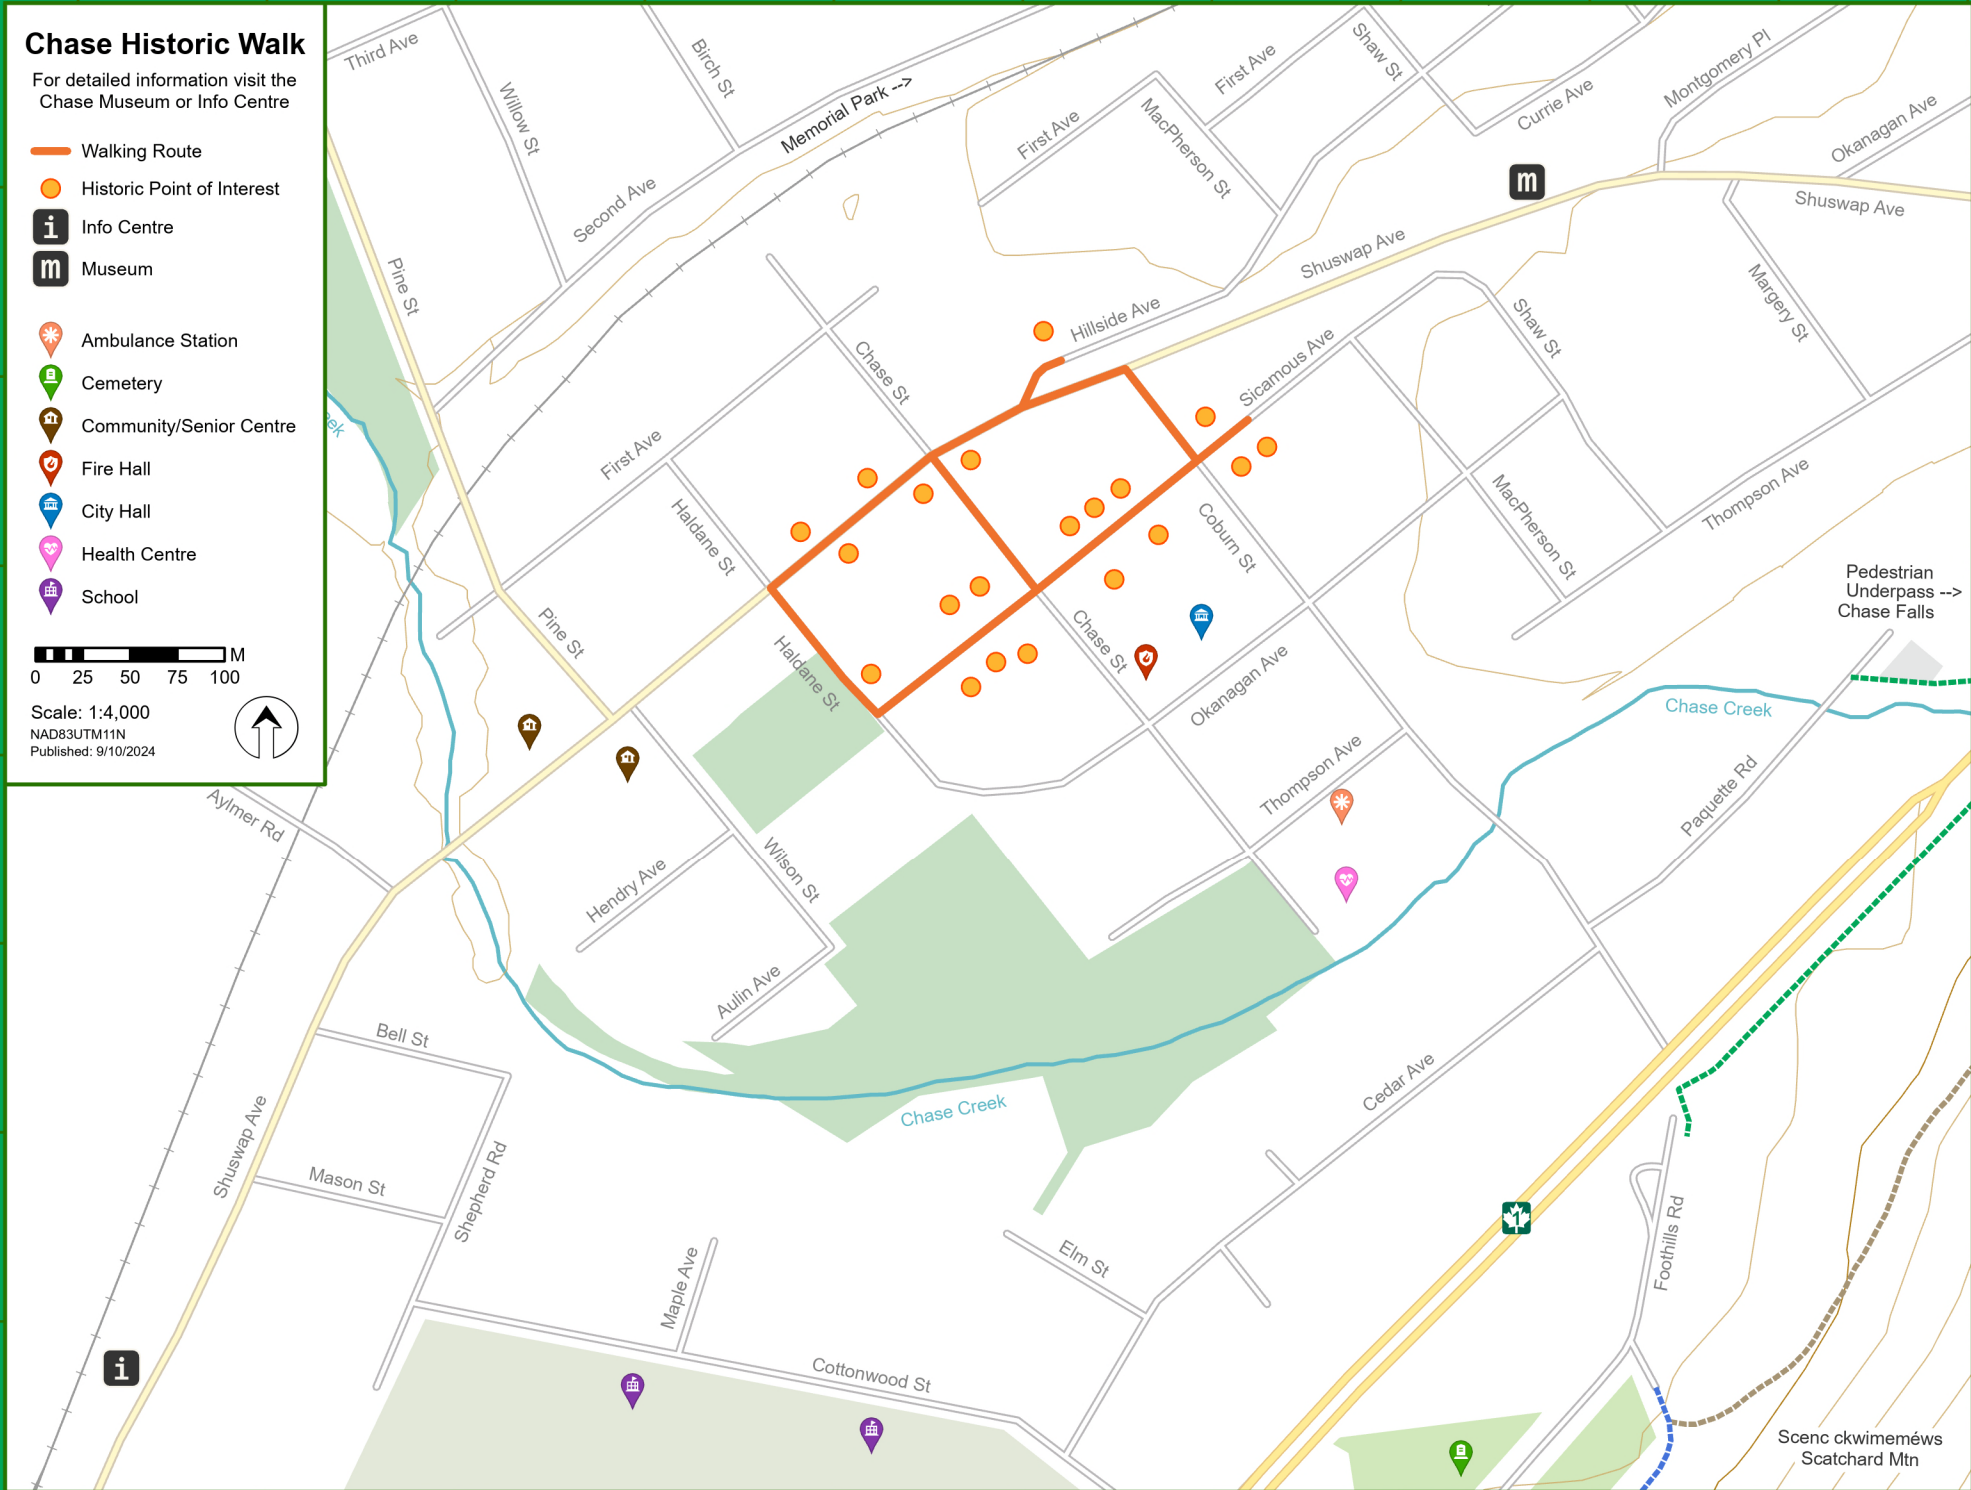 Chase Historic Walk
For detailed information visit the
Chase Museum or Info Centre
Walking Route
Historic Point of Interest
i
Info Centre
m
Museum
Ambulance Station
Cemetery
Community/Senior Centre
Fire Hall
City Hall
Health Centre
School
M
0 25 50 75 100
Scale: 1:4,000
NAD83UTM11N
Published: 9/10/2024
Third Ave
Willow St
Birch St
Memorial Park -->
Second Ave
Pine St
First Ave
MacPherson St
First Ave
Shaw St
Currie Ave
Montgomery Pl
Okanagan Ave
m
Shuswap Ave
Shuswap Ave
Margery St
Hillside Ave
Sicamous Ave
Shaw St
Chase St
First Ave
Haldane St
eek
Pine St
Coburn St
MacPherson St
Thompson Ave
Haldane St
Chase St
Okanagan Ave
Pedestrian
Underpass -->
Chase Falls
Chase Creek
Thompson Ave
Paquette Rd
Aylmer Rd
Wilson St
Hendry Ave
Aulin Ave
Bell St
Chase Creek
Cedar Ave
Shuswap Ave
Mason St
Shepherd Rd
Maple Ave
Elm St
1
Foothills Rd
i
Cottonwood St
Scenc ckwimeméws
Scatchard Mtn